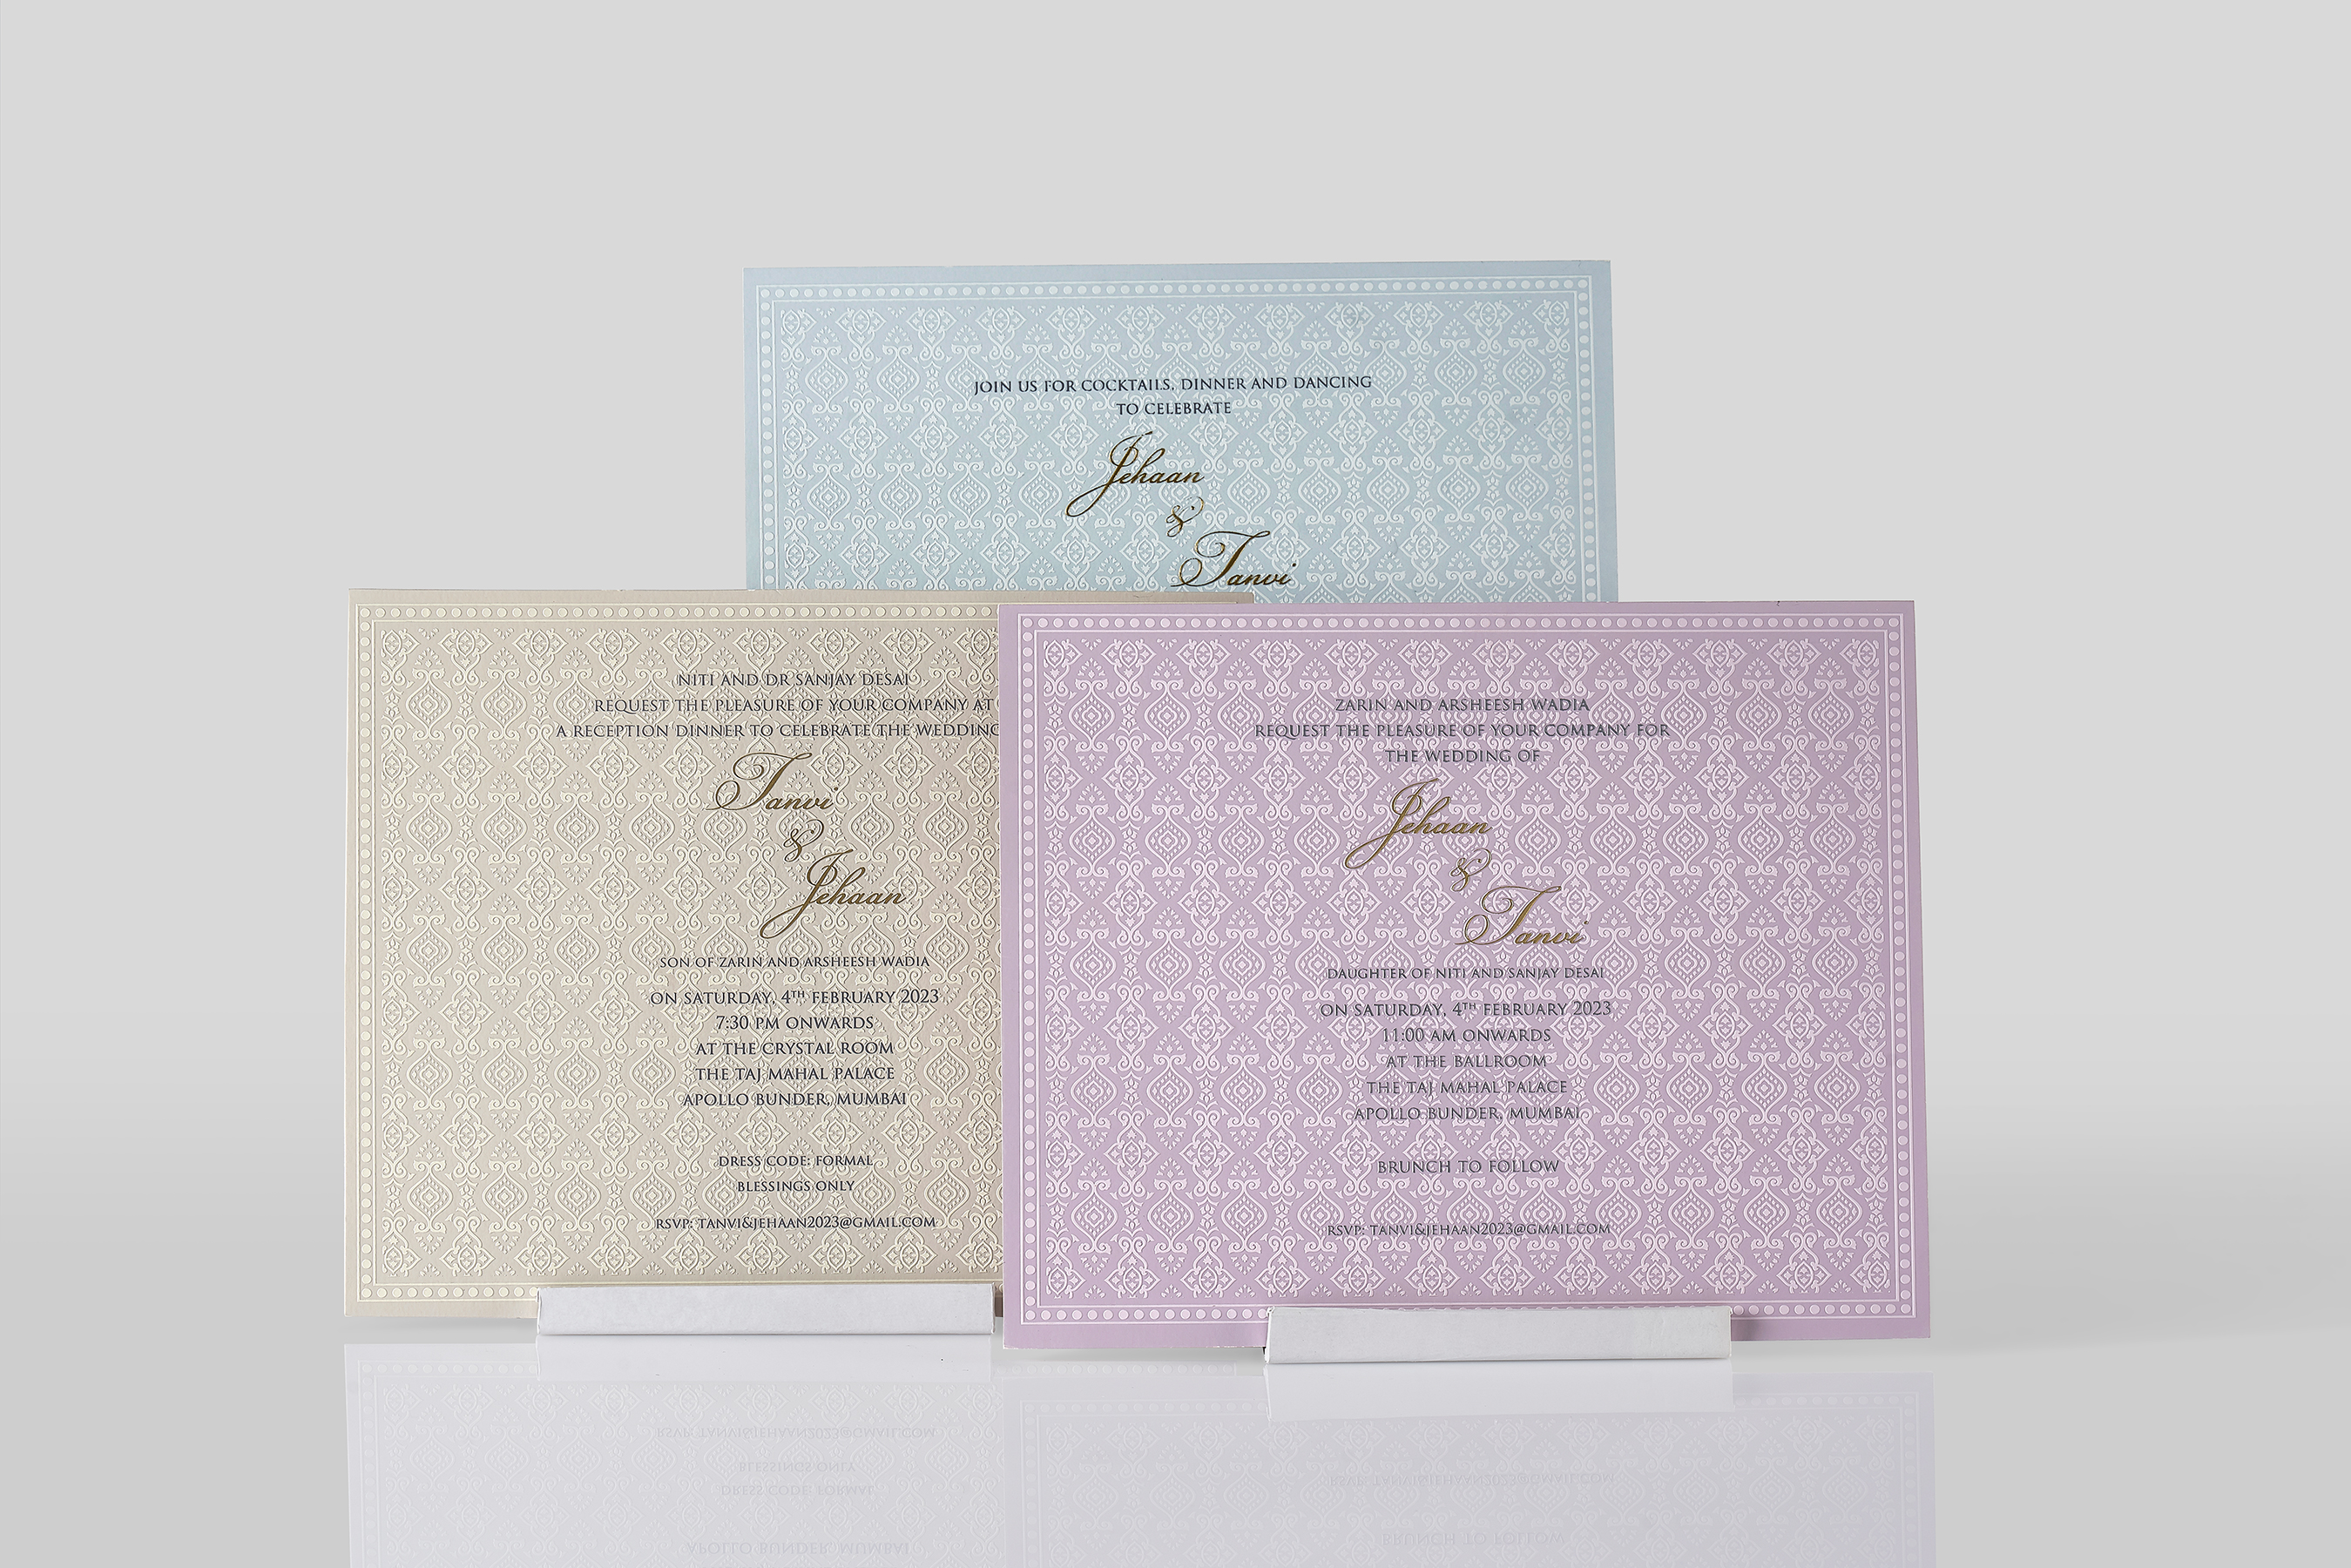 JOIN US FOR COCKTAILS, DINNER AND DANCING
TO CELEBRATE
Jehaan
&
Tanvi
NITI AND DR SANJAY DESAI
REQUEST THE PLEASURE OF YOUR COMPANY AT
A RECEPTION DINNER TO CELEBRATE THE WEDDING
Tanvi
&
Jehaan
SON OF ZARIN AND ARSHEESH WADIA
ON SATURDAY, 4TH FEBRUARY 2023
7:30 PM ONWARDS
AT THE CRYSTAL ROOM
THE TAJ MAHAL PALACE
APOLLO BUNDER, MUMBAI
DRESS CODE: FORMAL
BLESSINGS ONLY
RSVP: TANVI&JEHAAN2023@GMAIL.COM
ZARIN AND ARSHEESH WADIA
REQUEST THE PLEASURE OF YOUR COMPANY FOR
THE WEDDING OF
Jehaan
&
Tanvi
DAUGHTER OF NITI AND SANJAY DESAI
ON SATURDAY, 4TH FEBRUARY 2023
11:00 AM ONWARDS
AT THE BALLROOM
THE TAJ MAHAL PALACE
APOLLO BUNDER, MUMBAI
BRUNCH TO FOLLOW
RSVP: TANVI&JEHAAN2023@GMAIL.COM